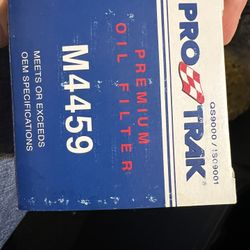 PRO TRAK®
QS9000 / ISO9001
PREMIUM
OIL FILTER
M4459
MEETS OR EXCEEDS
OEM SPECIFICATIONS